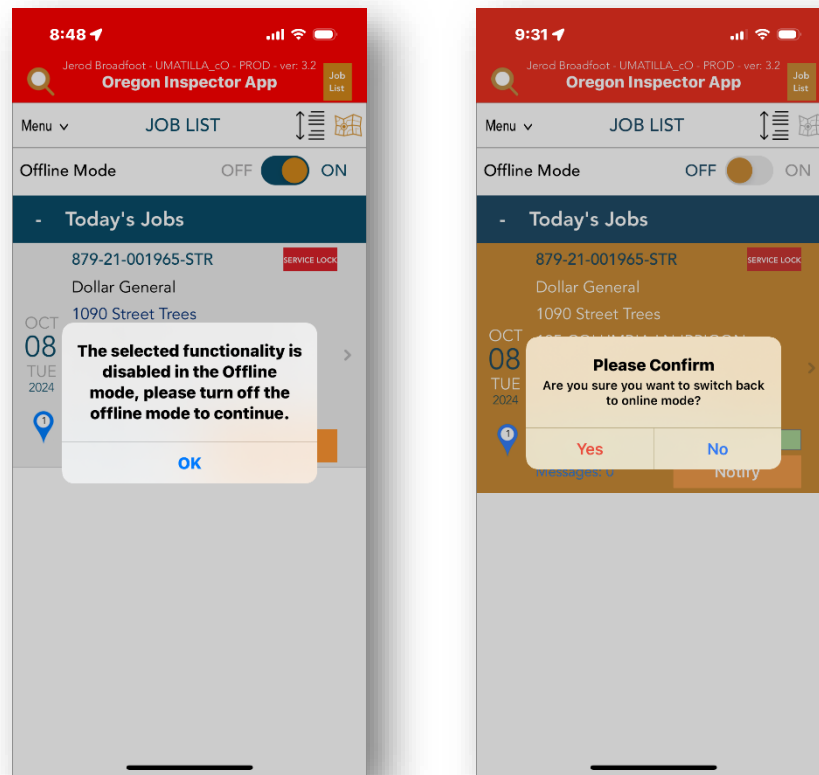 8:48
Jerod Broadfoot - UMATILLA_cO - PROD - ver: 3.2
Oregon Inspector App
Job
List
Menu
JOB LIST
Offline Mode
OFF
ON
- Today's Jobs
879-21-001965-STR
SERVICE LOCK
Dollar General
1090 Street Trees
OCT
08
TUE
2024
1
The selected functionality is
disabled in the Offline
mode, please turn off the
offline mode to continue.
OK
9:31
Jerod Broadfoot - UMATILLA_cO - PROD - ver: 3.2
Oregon Inspector App
Job
List
Menu
JOB LIST
Offline Mode
OFF
ON
- Today's Jobs
879-21-001965-STR
SERVICE LOCK
Dollar General
1090 Street Trees
OCT
08
TUE
2024
1
Please Confirm
Are you sure you want to switch back
to online mode?
Yes
No
Messages: 0
Notify